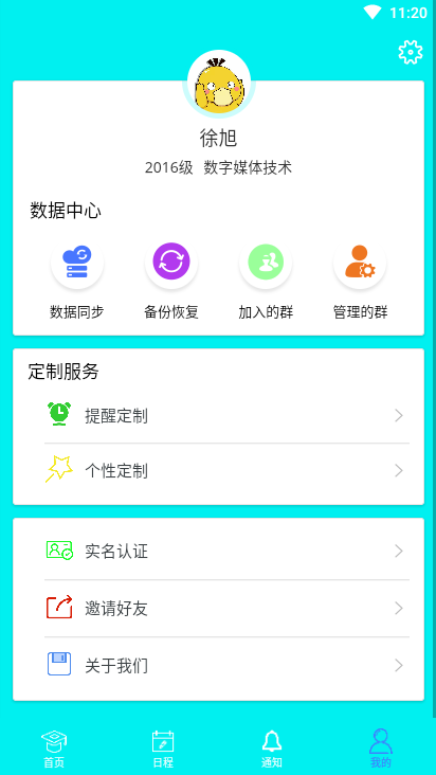 11:20
徐旭
2016级 数字媒体技术
数据中心
数据同步 备份恢复 加入的群 管理的群
定制服务
提醒定制
个性定制
实名认证
邀请好友
关于我们
首页 日程 通知 我的